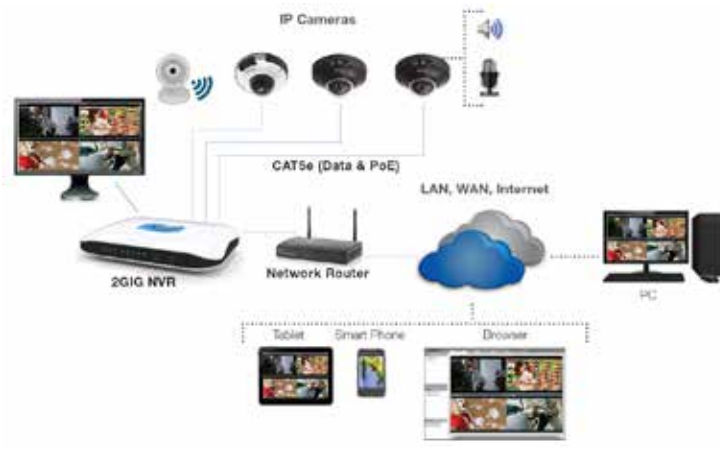 IP Cameras
CAT5e (Data & PoE)
LAN, WAN, Internet
2GIG NVR
Network Router
PC
Tablet
Smart Phone
Browser